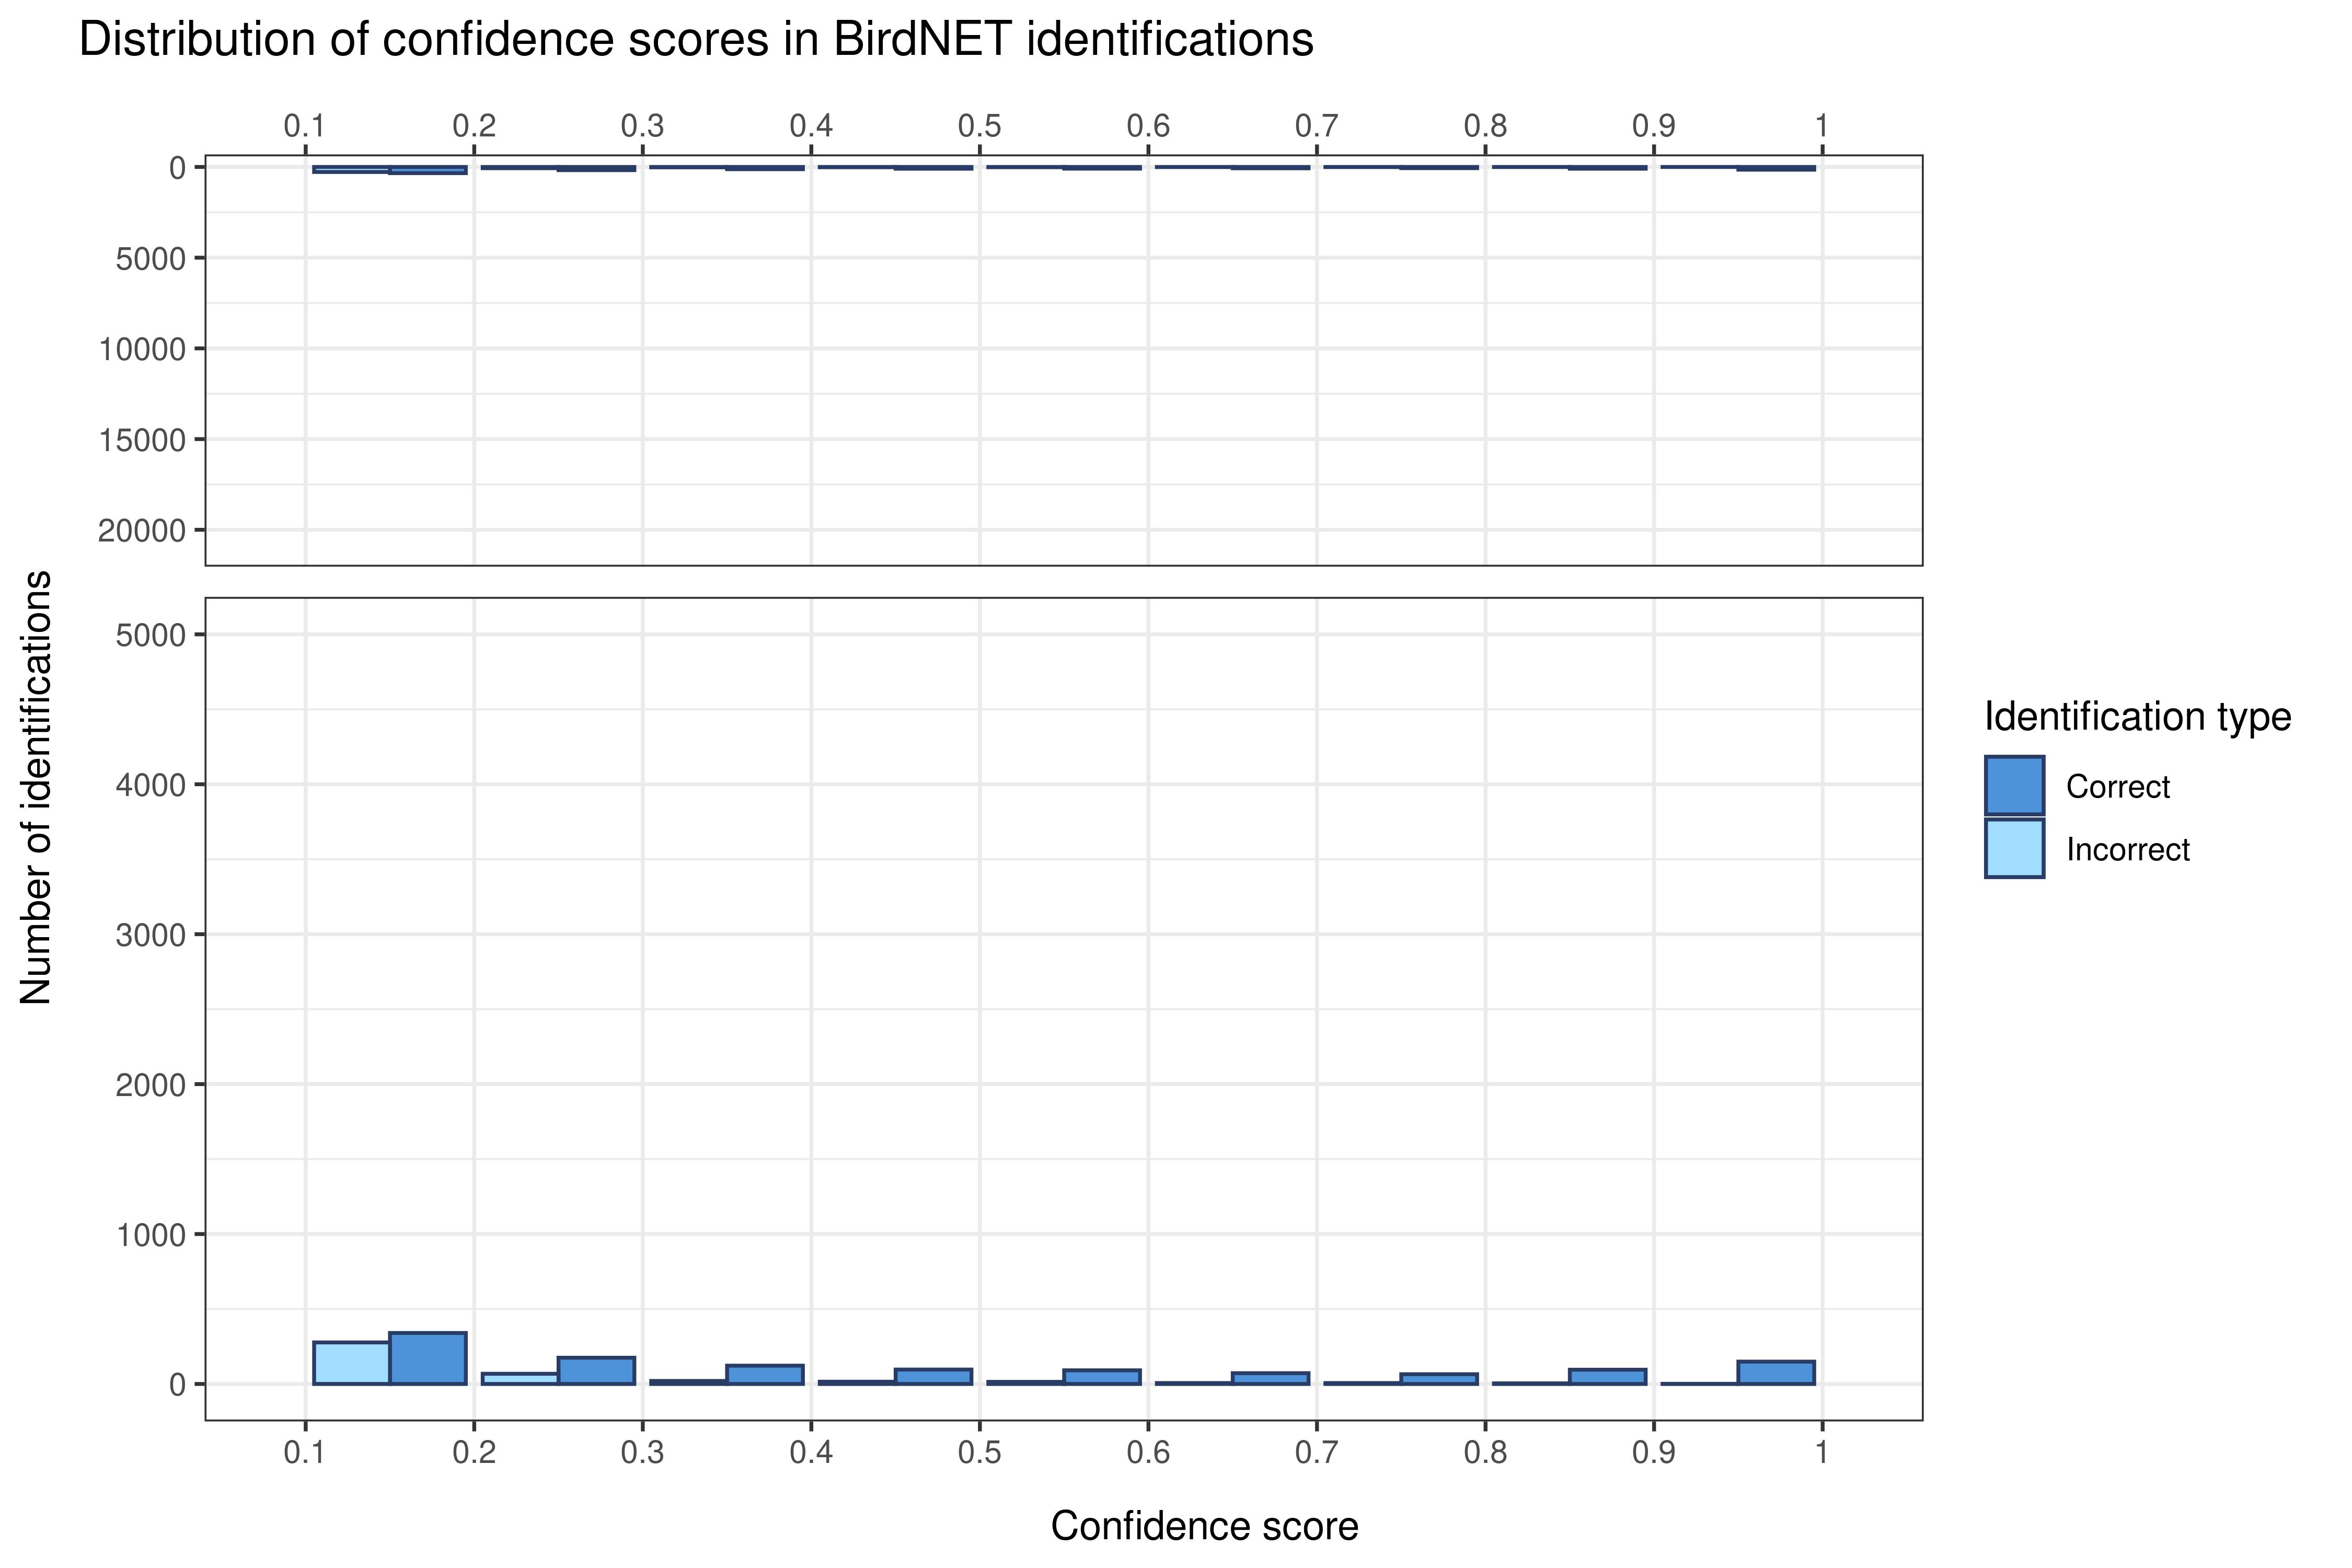 Distribution of confidence scores in BirdNET identifications
0.1 0.2 0.3 0.4 0.5 0.6 0.7 0.8 0.9 1
0
5000
10000
15000
20000
Number of identifications
5000
4000
3000
2000
1000
0
0.1 0.2 0.3 0.4 0.5 0.6 0.7 0.8 0.9 1
Confidence score
Identification type
Correct
Incorrect